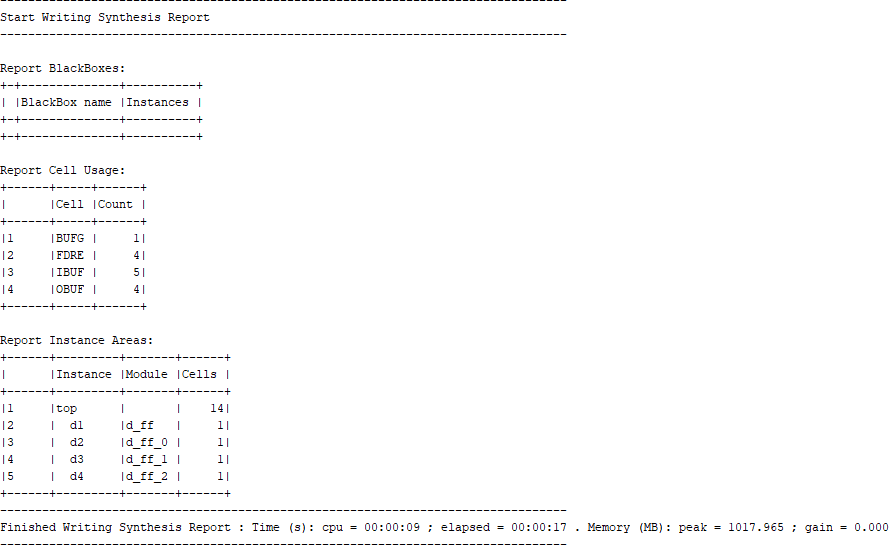 --------------------------------------------------------------------------------
Start Writing Synthesis Report
---------------------------------------------------------------------------------

Report BlackBoxes:
+-+--------------+----------+
| |BlackBox name |Instances |
+-+--------------+----------+
+-+--------------+----------+

Report Cell Usage:
+------+-----+------+
|      |Cell |Count |
+------+-----+------+
|1     |BUFG |     1|
|2     |FDRE |     4|
|3     |IBUF |     5|
|4     |OBUF |     4|
+------+-----+------+

Report Instance Areas:
+------+---------+-------+------+
|      |Instance |Module |Cells |
+------+---------+-------+------+
|1     |top      |       |    14|
|2     |  d1     |d_ff   |     1|
|3     |  d2     |d_ff_0 |     1|
|4     |  d3     |d_ff_1 |     1|
|5     |  d4     |d_ff_2 |     1|
+------+---------+-------+------+
---------------------------------------------------------------------------------
Finished Writing Synthesis Report : Time (s): cpu = 00:00:09 ; elapsed = 00:00:17 . Memory (MB): peak = 1017.965 ; gain = 0.000
---------------------------------------------------------------------------------